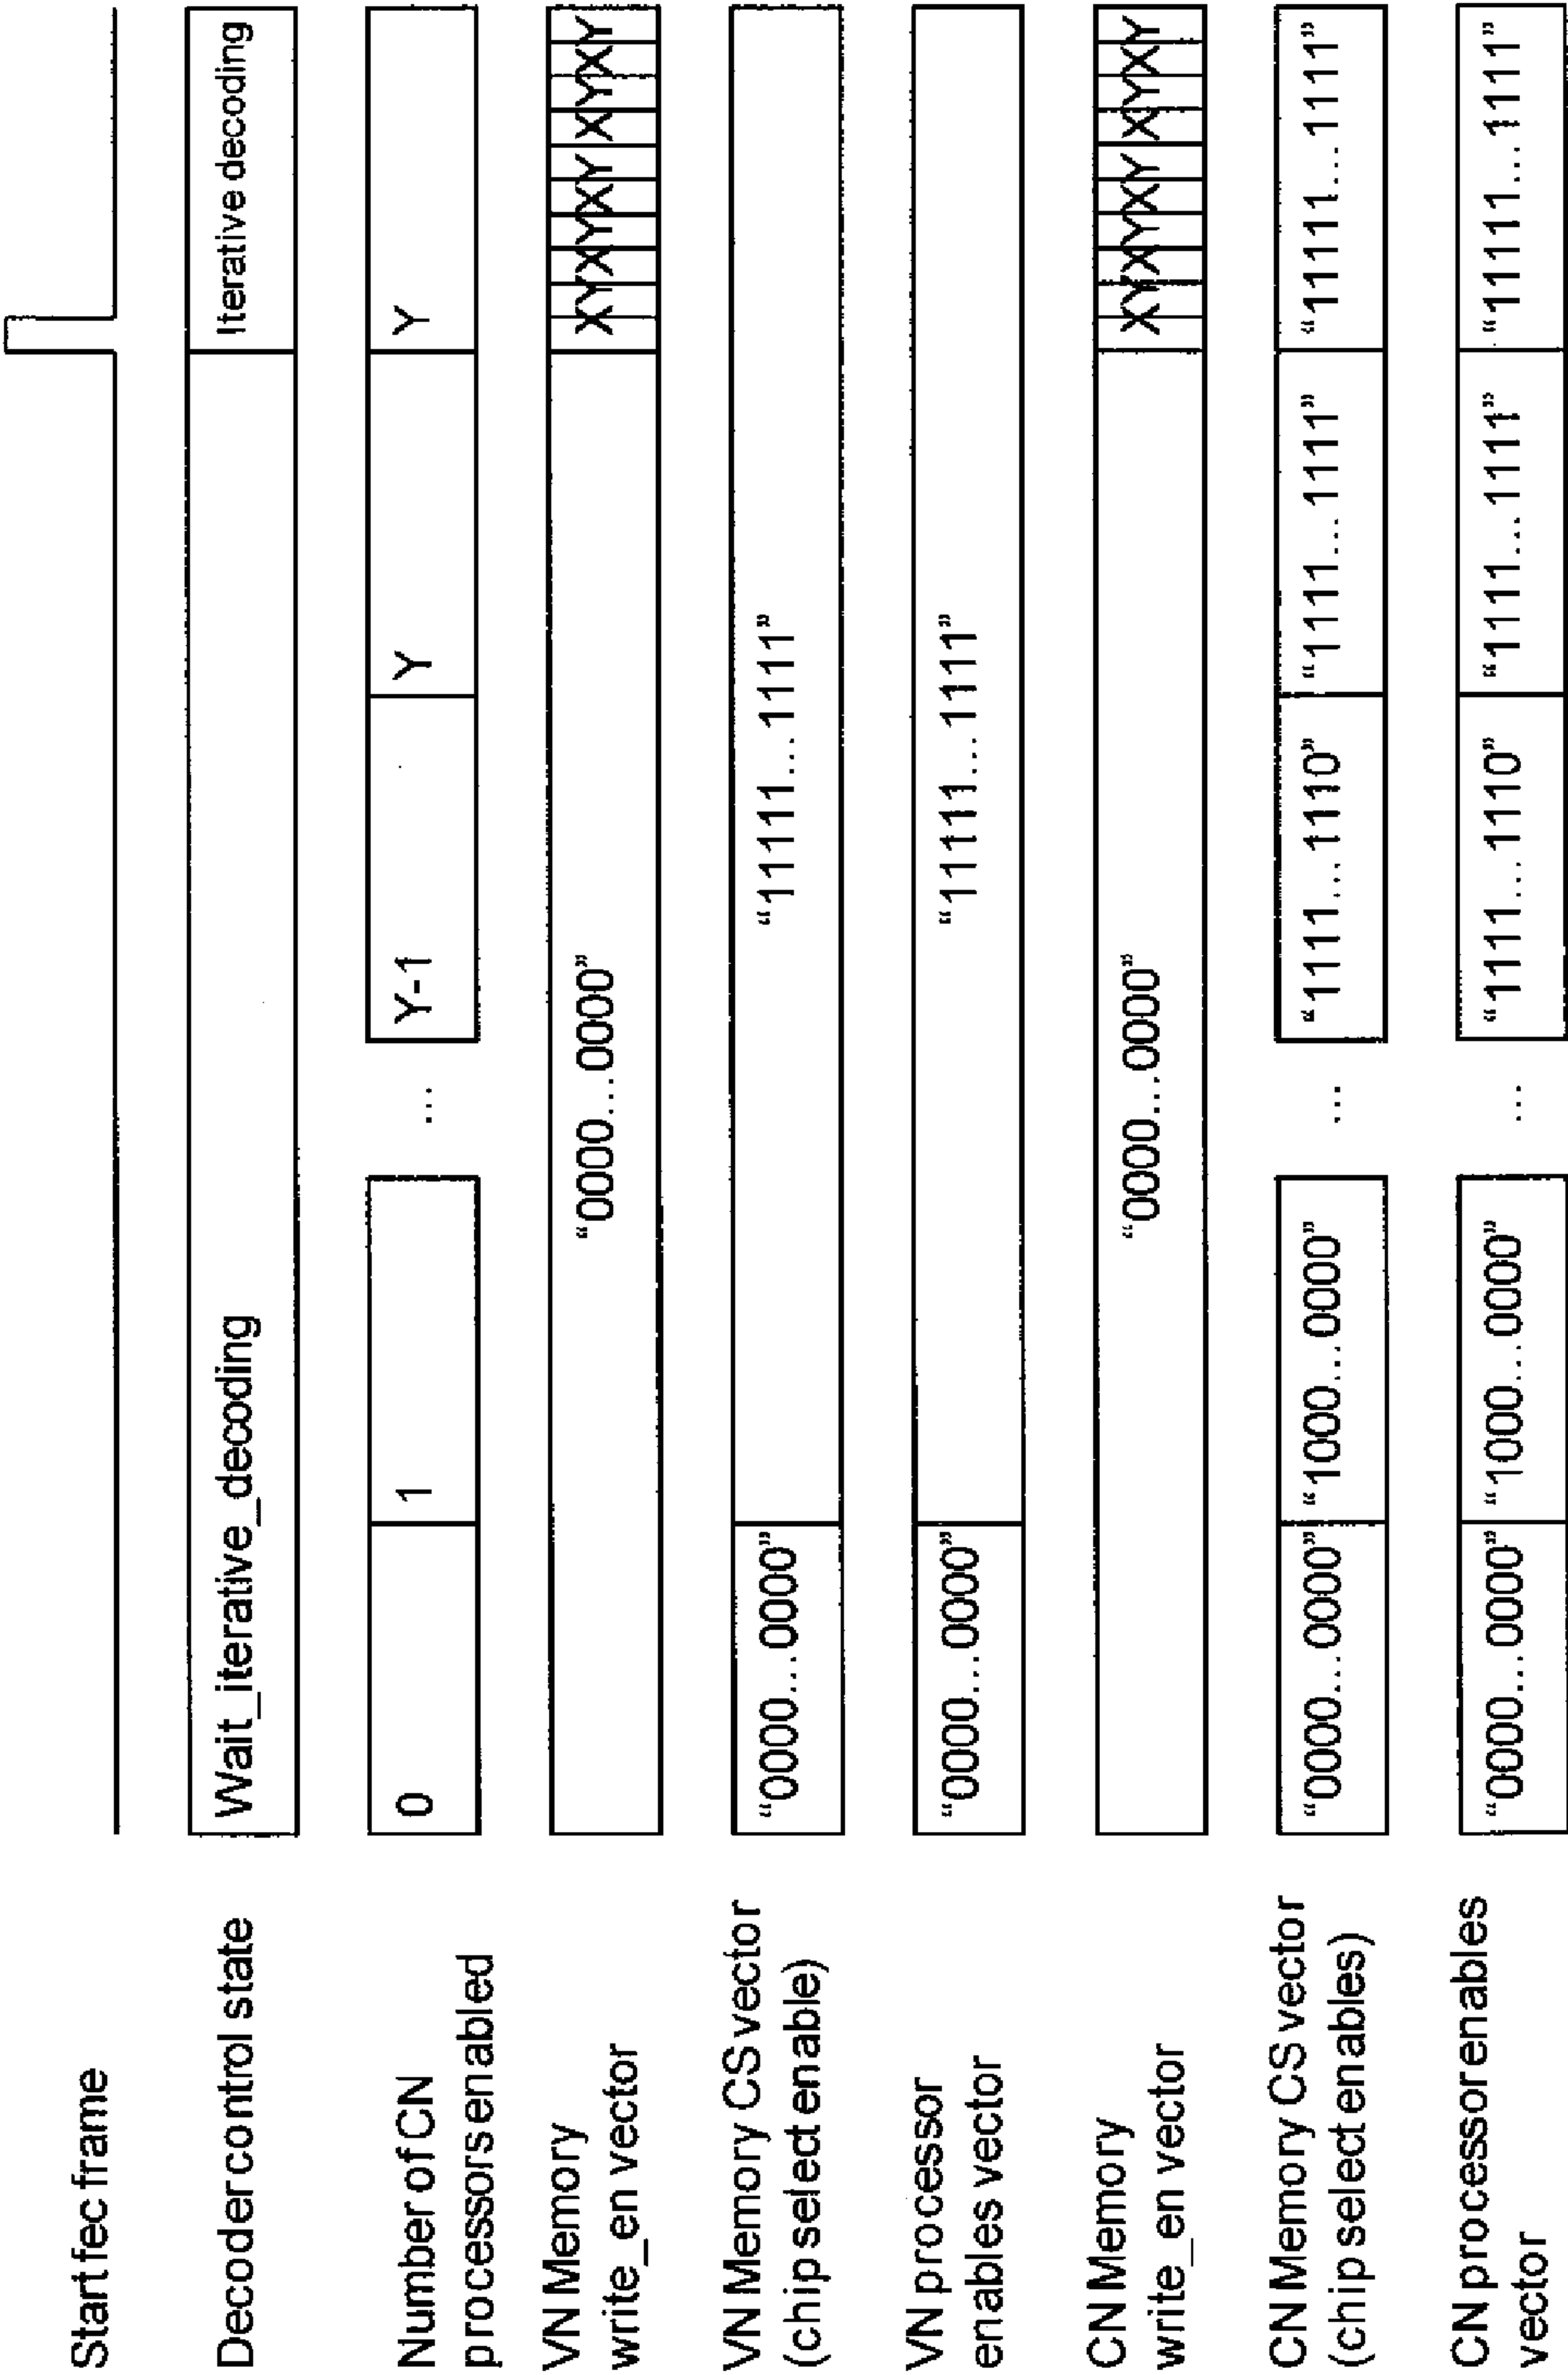 Start fec frame
Decoder control state
Wait_iterative_decoding
Iterative decoding
Number of CN
processors enabled
0
1
...
Y-1
Y
Y
VN Memory
write_en vector
“0000...0000”
X Y X Y X Y X Y X Y
VN Memory CS vector
(chip select enable)
“0000...0000”
“11111...1111”
VN processor
enables vector
“0000...0000”
“11111...1111”
CN Memory
write_en vector
“0000...0000”
X Y X Y X Y X Y X Y
CN Memory CS vector
(chip select enables)
“0000...0000”
“1000...0000”
...
“1111...1110”
“1111...1111”
“11111...1111”
CN processor enables
vector
“0000...0000”
“1000...0000”
...
“1111...1110”
“1111...1111”
“11111...1111”